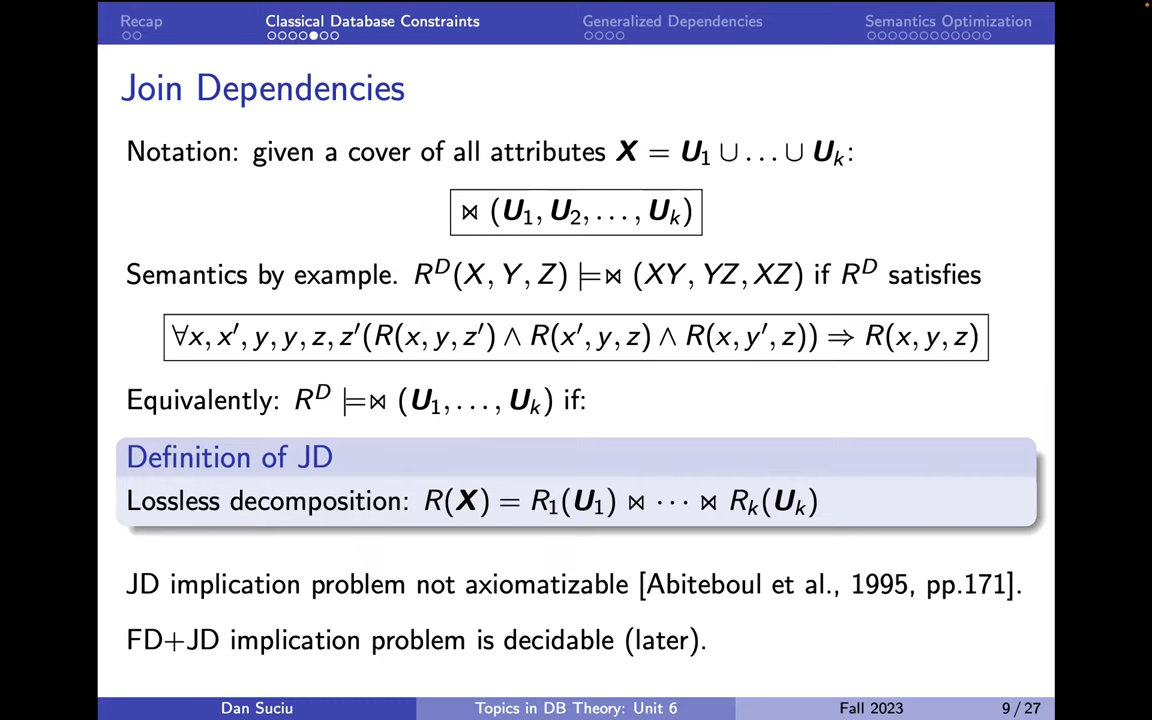 Recap
Classical Database Constraints
Generalized Dependencies
Semantics Optimization
Join Dependencies
Notation: given a cover of all attributes X = U₁ ∪ … ∪ Uₖ:
⋈ (U₁, U₂, …, Uₖ)
Semantics by example. Rᴰ(X, Y, Z) ⊨⋈ (XY, YZ, XZ) if Rᴰ satisfies
∀x, x′, y, y, z, z′(R(x, y, z′) ∧ R(x′, y, z) ∧ R(x, y′, z)) ⇒ R(x, y, z)
Equivalently: Rᴰ ⊨⋈ (U₁, …, Uₖ) if:
Definition of JD
Lossless decomposition: R(X) = R₁(U₁) ⋈ ⋯ ⋈ Rₖ(Uₖ)
JD implication problem not axiomatizable [Abiteboul et al., 1995, pp.171].
FD+JD implication problem is decidable (later).
Dan Suciu
Topics in DB Theory: Unit 6
Fall 2023
9 / 27